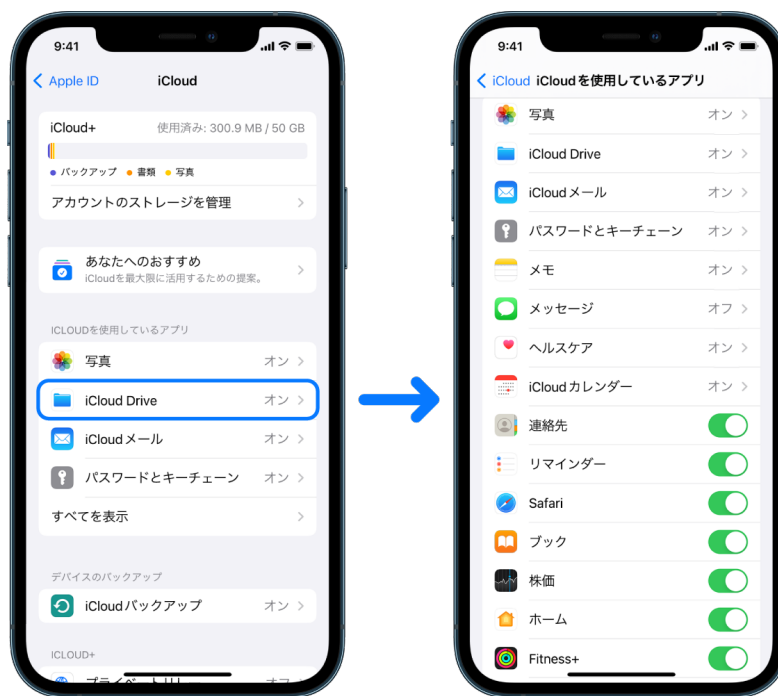 9:41
Apple ID
iCloud
iCloud+
使用済み: 300.9 MB / 50 GB
バックアップ
書類
写真
アカウントのストレージを管理
あなたへのおすすめ
iCloudを最大限に活用するための提案。
ICLOUDを使用しているアプリ
写真 オン
iCloud Drive オン
iCloudメール オン
パスワードとキーチェーン オン
すべてを表示
デバイスのバックアップ
iCloudバックアップ オン
ICLOUD+
プライベートリレー オフ
9:41
iCloud
iCloudを使用しているアプリ
写真 オン
iCloud Drive オン
iCloudメール オン
パスワードとキーチェーン オン
メモ オン
メッセージ オフ
ヘルスケア オン
iCloudカレンダー オン
連絡先
リマインダー
Safari
ブック
株価
ホーム
Fitness+